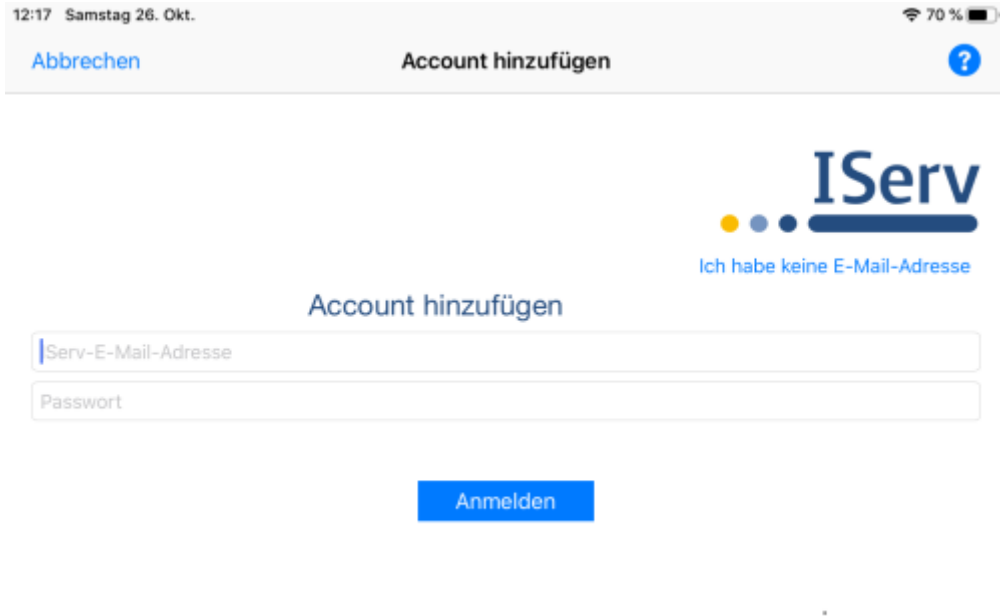 12:17 Samstag 26. Okt. 70 %
Abbrechen Account hinzufügen ?
IServ
Ich habe keine E-Mail-Adresse
Account hinzufügen
IServ-E-Mail-Adresse
Passwort
Anmelden